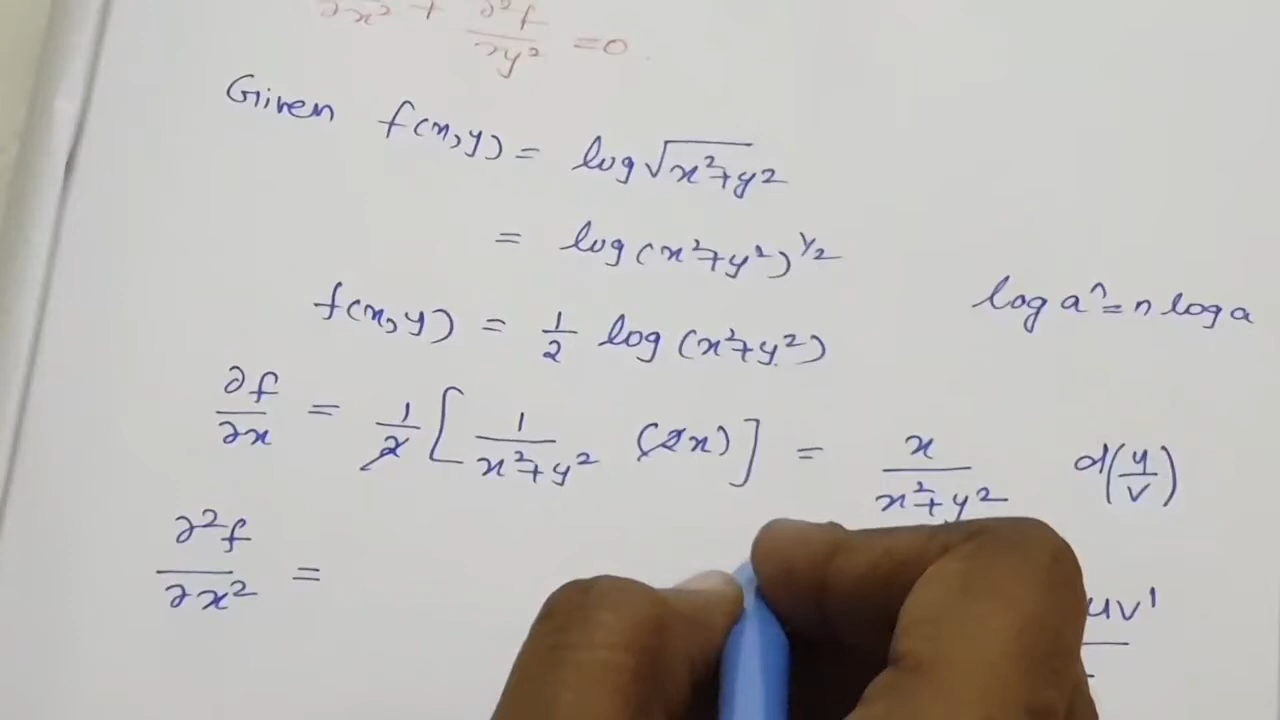 ∂x² + ∂²f/∂y² = 0.
Given f(x,y) = log√x²+y²
= log(x²+y²)^1/2
log aⁿ = n log a
f(x,y) = 1/2 log(x²+y²)
∂f/∂x = 1/2 [1/x²+y² (2x)] = x/x²+y²
d(u/v)
∂²f/∂x² =
uv'